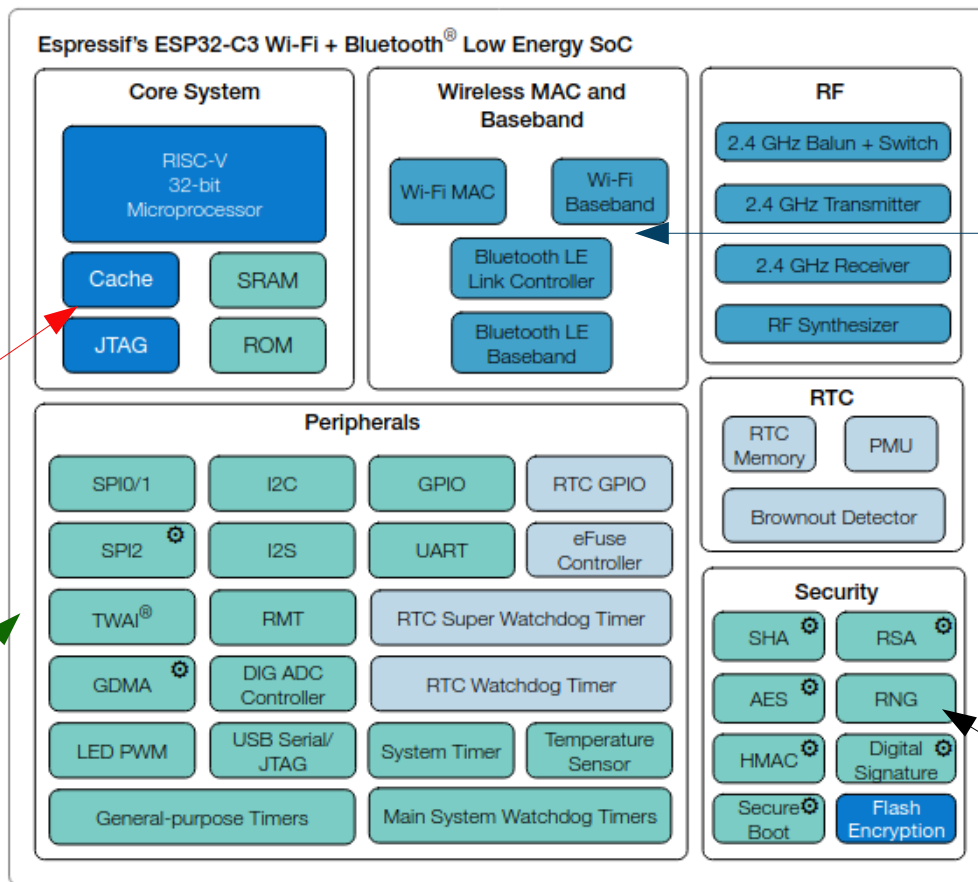 Espressif's ESP32-C3 Wi-Fi + Bluetooth® Low Energy SoC
Core System
RISC-V
32-bit
Microprocessor
Cache
SRAM
JTAG
ROM
Wireless MAC and
Baseband
Wi-Fi MAC
Wi-Fi
Baseband
Bluetooth LE
Link Controller
Bluetooth LE
Baseband
RF
2.4 GHz Balun + Switch
2.4 GHz Transmitter
2.4 GHz Receiver
RF Synthesizer
RTC
RTC
Memory
PMU
Brownout Detector
Peripherals
SPI0/1
I2C
GPIO
RTC GPIO
SPI2
I2S
UART
eFuse
Controller
TWAI®
RMT
RTC Super Watchdog Timer
GDMA
DIG ADC
Controller
RTC Watchdog Timer
LED PWM
USB Serial/
JTAG
System Timer
Temperature
Sensor
General-purpose Timers
Main System Watchdog Timers
Security
SHA
RSA
AES
RNG
HMAC
Digital
Signature
Secure
Boot
Flash
Encryption